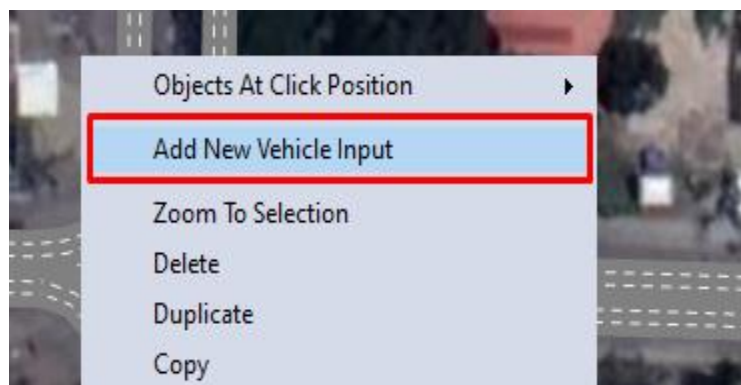 Objects At Click Position
Add New Vehicle Input
Zoom To Selection
Delete
Duplicate
Copy